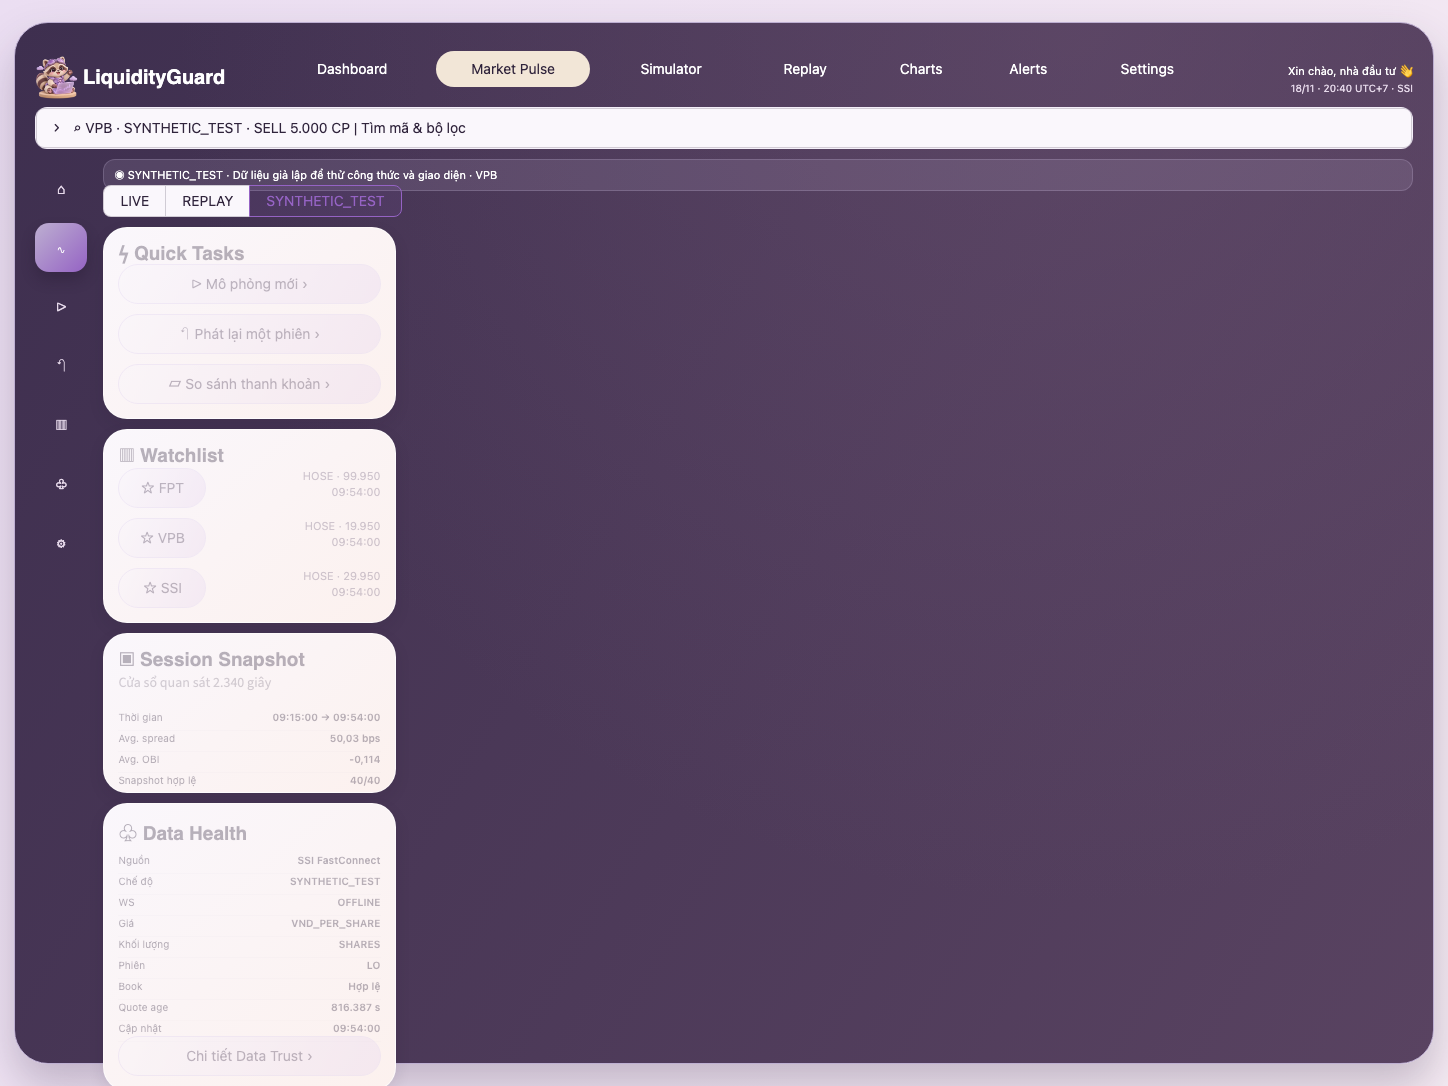 LiquidityGuard
Dashboard
Market Pulse
Simulator
Replay
Charts
Alerts
Settings
Xin chào, nhà đầu tư 👋
18/11 · 20:40 UTC+7 · SSI
› ⌕ VPB · SYNTHETIC_TEST · SELL 5.000 CP | Tìm mã & bộ lọc
◉ SYNTHETIC_TEST · Dữ liệu giả lập để thử công thức và giao diện · VPB
LIVE
REPLAY
SYNTHETIC_TEST
Quick Tasks
▷ Mô phỏng mới ›
Phát lại một phiên ›
▱ So sánh thanh khoản ›
▥ Watchlist
☆ FPT
HOSE · 99.950
09:54:00
☆ VPB
HOSE · 19.950
09:54:00
☆ SSI
HOSE · 29.950
09:54:00
▣ Session Snapshot
Cửa sổ quan sát 2.340 giây
Thời gian 09:15:00 → 09:54:00
Avg. spread 50,03 bps
Avg. OBI -0,114
Snapshot hợp lệ 40/40
♧ Data Health
Nguồn SSI FastConnect
Chế độ SYNTHETIC_TEST
WS OFFLINE
Giá VND_PER_SHARE
Khối lượng SHARES
Phiên LO
Book Hợp lệ
Quote age 816.387 s
Cập nhật 09:54:00
Chi tiết Data Trust ›